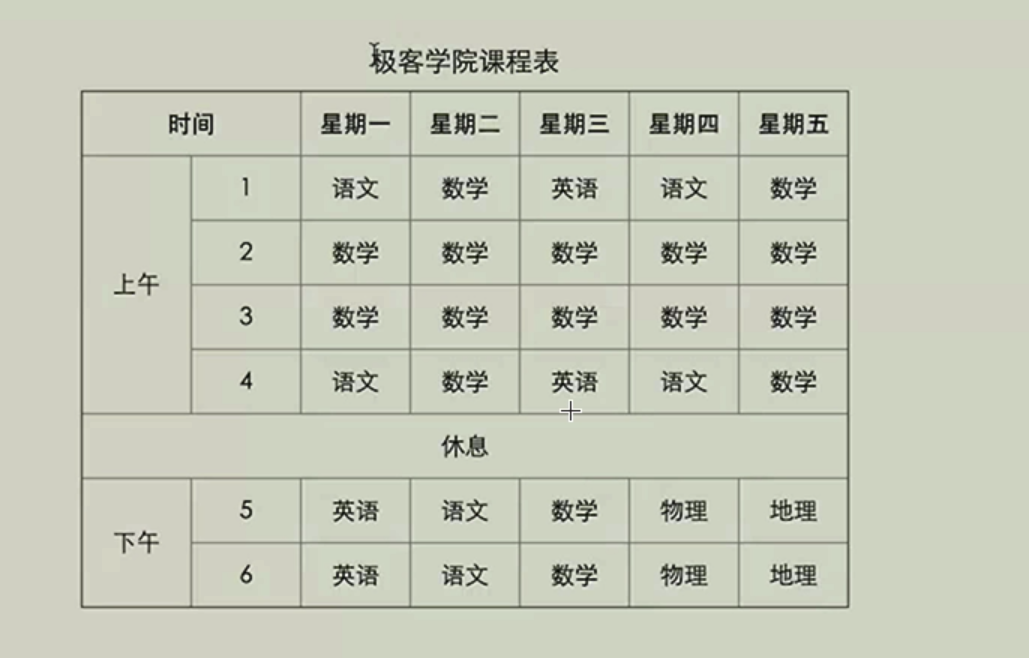 极客学院课程表
时间 星期一 星期二 星期三 星期四 星期五
上午 1 语文 数学 英语 语文 数学
2 数学 数学 数学 数学 数学
3 数学 数学 数学 数学 数学
4 语文 数学 英语 语文 数学
休息
下午 5 英语 语文 数学 物理 地理
6 英语 语文 数学 物理 地理